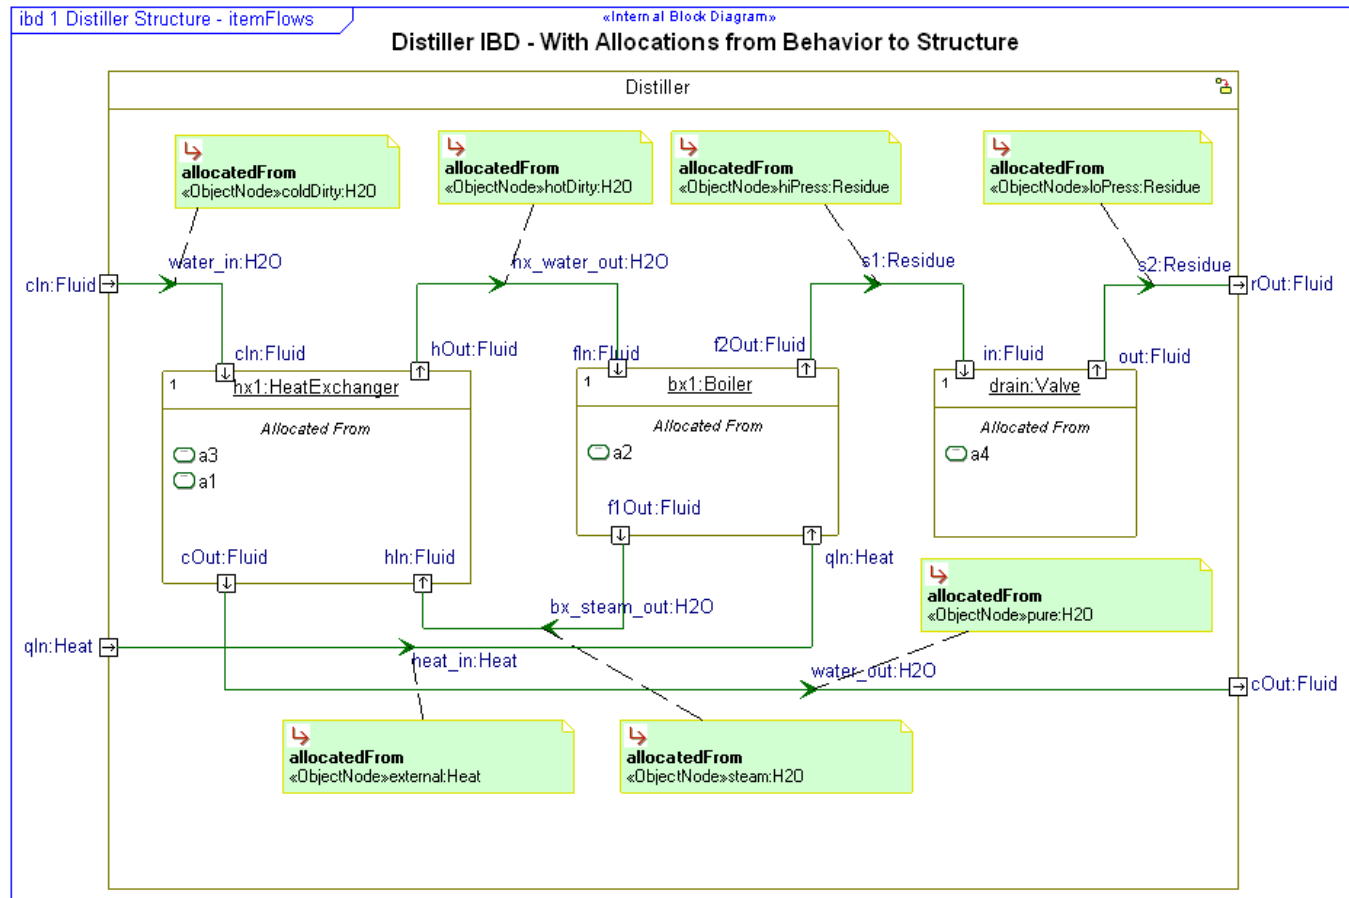 ibd 1 Distiller Structure - itemFlows
«Internal Block Diagram»
Distiller IBD - With Allocations from Behavior to Structure
Distiller
allocatedFrom
«ObjectNode»coldDirty:H2O
allocatedFrom
«ObjectNode»hotDirty:H2O
allocatedFrom
«ObjectNode»hiPress:Residue
allocatedFrom
«ObjectNode»loPress:Residue
water_in:H2O
hx_water_out:H2O
s1:Residue
s2:Residue
cIn:Fluid
rOut:Fluid
cIn:Fluid
hOut:Fluid
fIn:Fluid
f2Out:Fluid
in:Fluid
out:Fluid
1
hx1:HeatExchanger
1
bx1:Boiler
1
drain:Valve
Allocated From
a3
a1
Allocated From
a2
Allocated From
a4
f1Out:Fluid
cOut:Fluid
hIn:Fluid
qIn:Heat
bx_steam_out:H2O
allocatedFrom
«ObjectNode»pure:H2O
qIn:Heat
heat_in:Heat
water_out:H2O
cOut:Fluid
allocatedFrom
«ObjectNode»external:Heat
allocatedFrom
«ObjectNode»steam:H2O